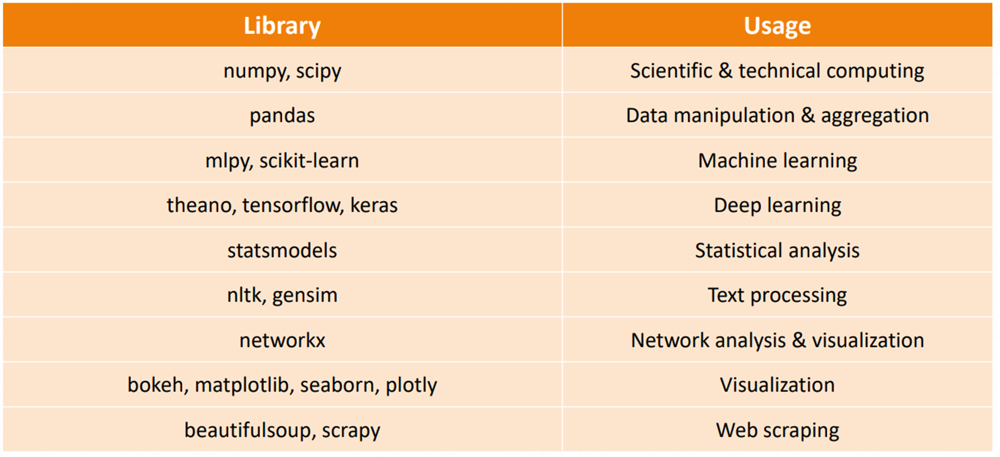 Library Usage
numpy, scipy Scientific & technical computing
pandas Data manipulation & aggregation
mlpy, scikit-learn Machine learning
theano, tensorflow, keras Deep learning
statsmodels Statistical analysis
nltk, gensim Text processing
networkx Network analysis & visualization
bokeh, matplotlib, seaborn, plotly Visualization
beautifulsoup, scrapy Web scraping